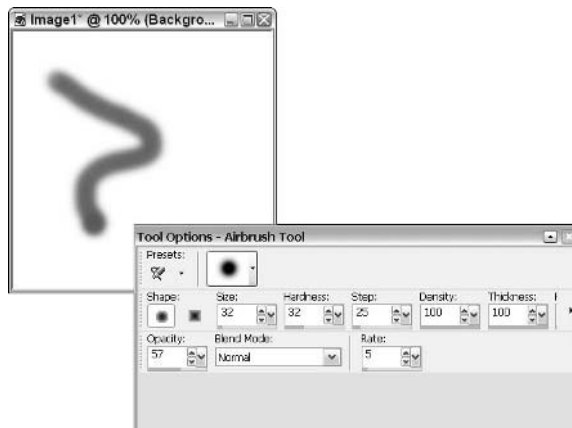 Image1* @ 100% (Backgro...
Tool Options - Airbrush Tool
Presets:
Shape: Size: Hardness: Step: Density: Thickness:
32 32 25 100 100
Opacity: Blend Mode: Rate:
57 Normal 5